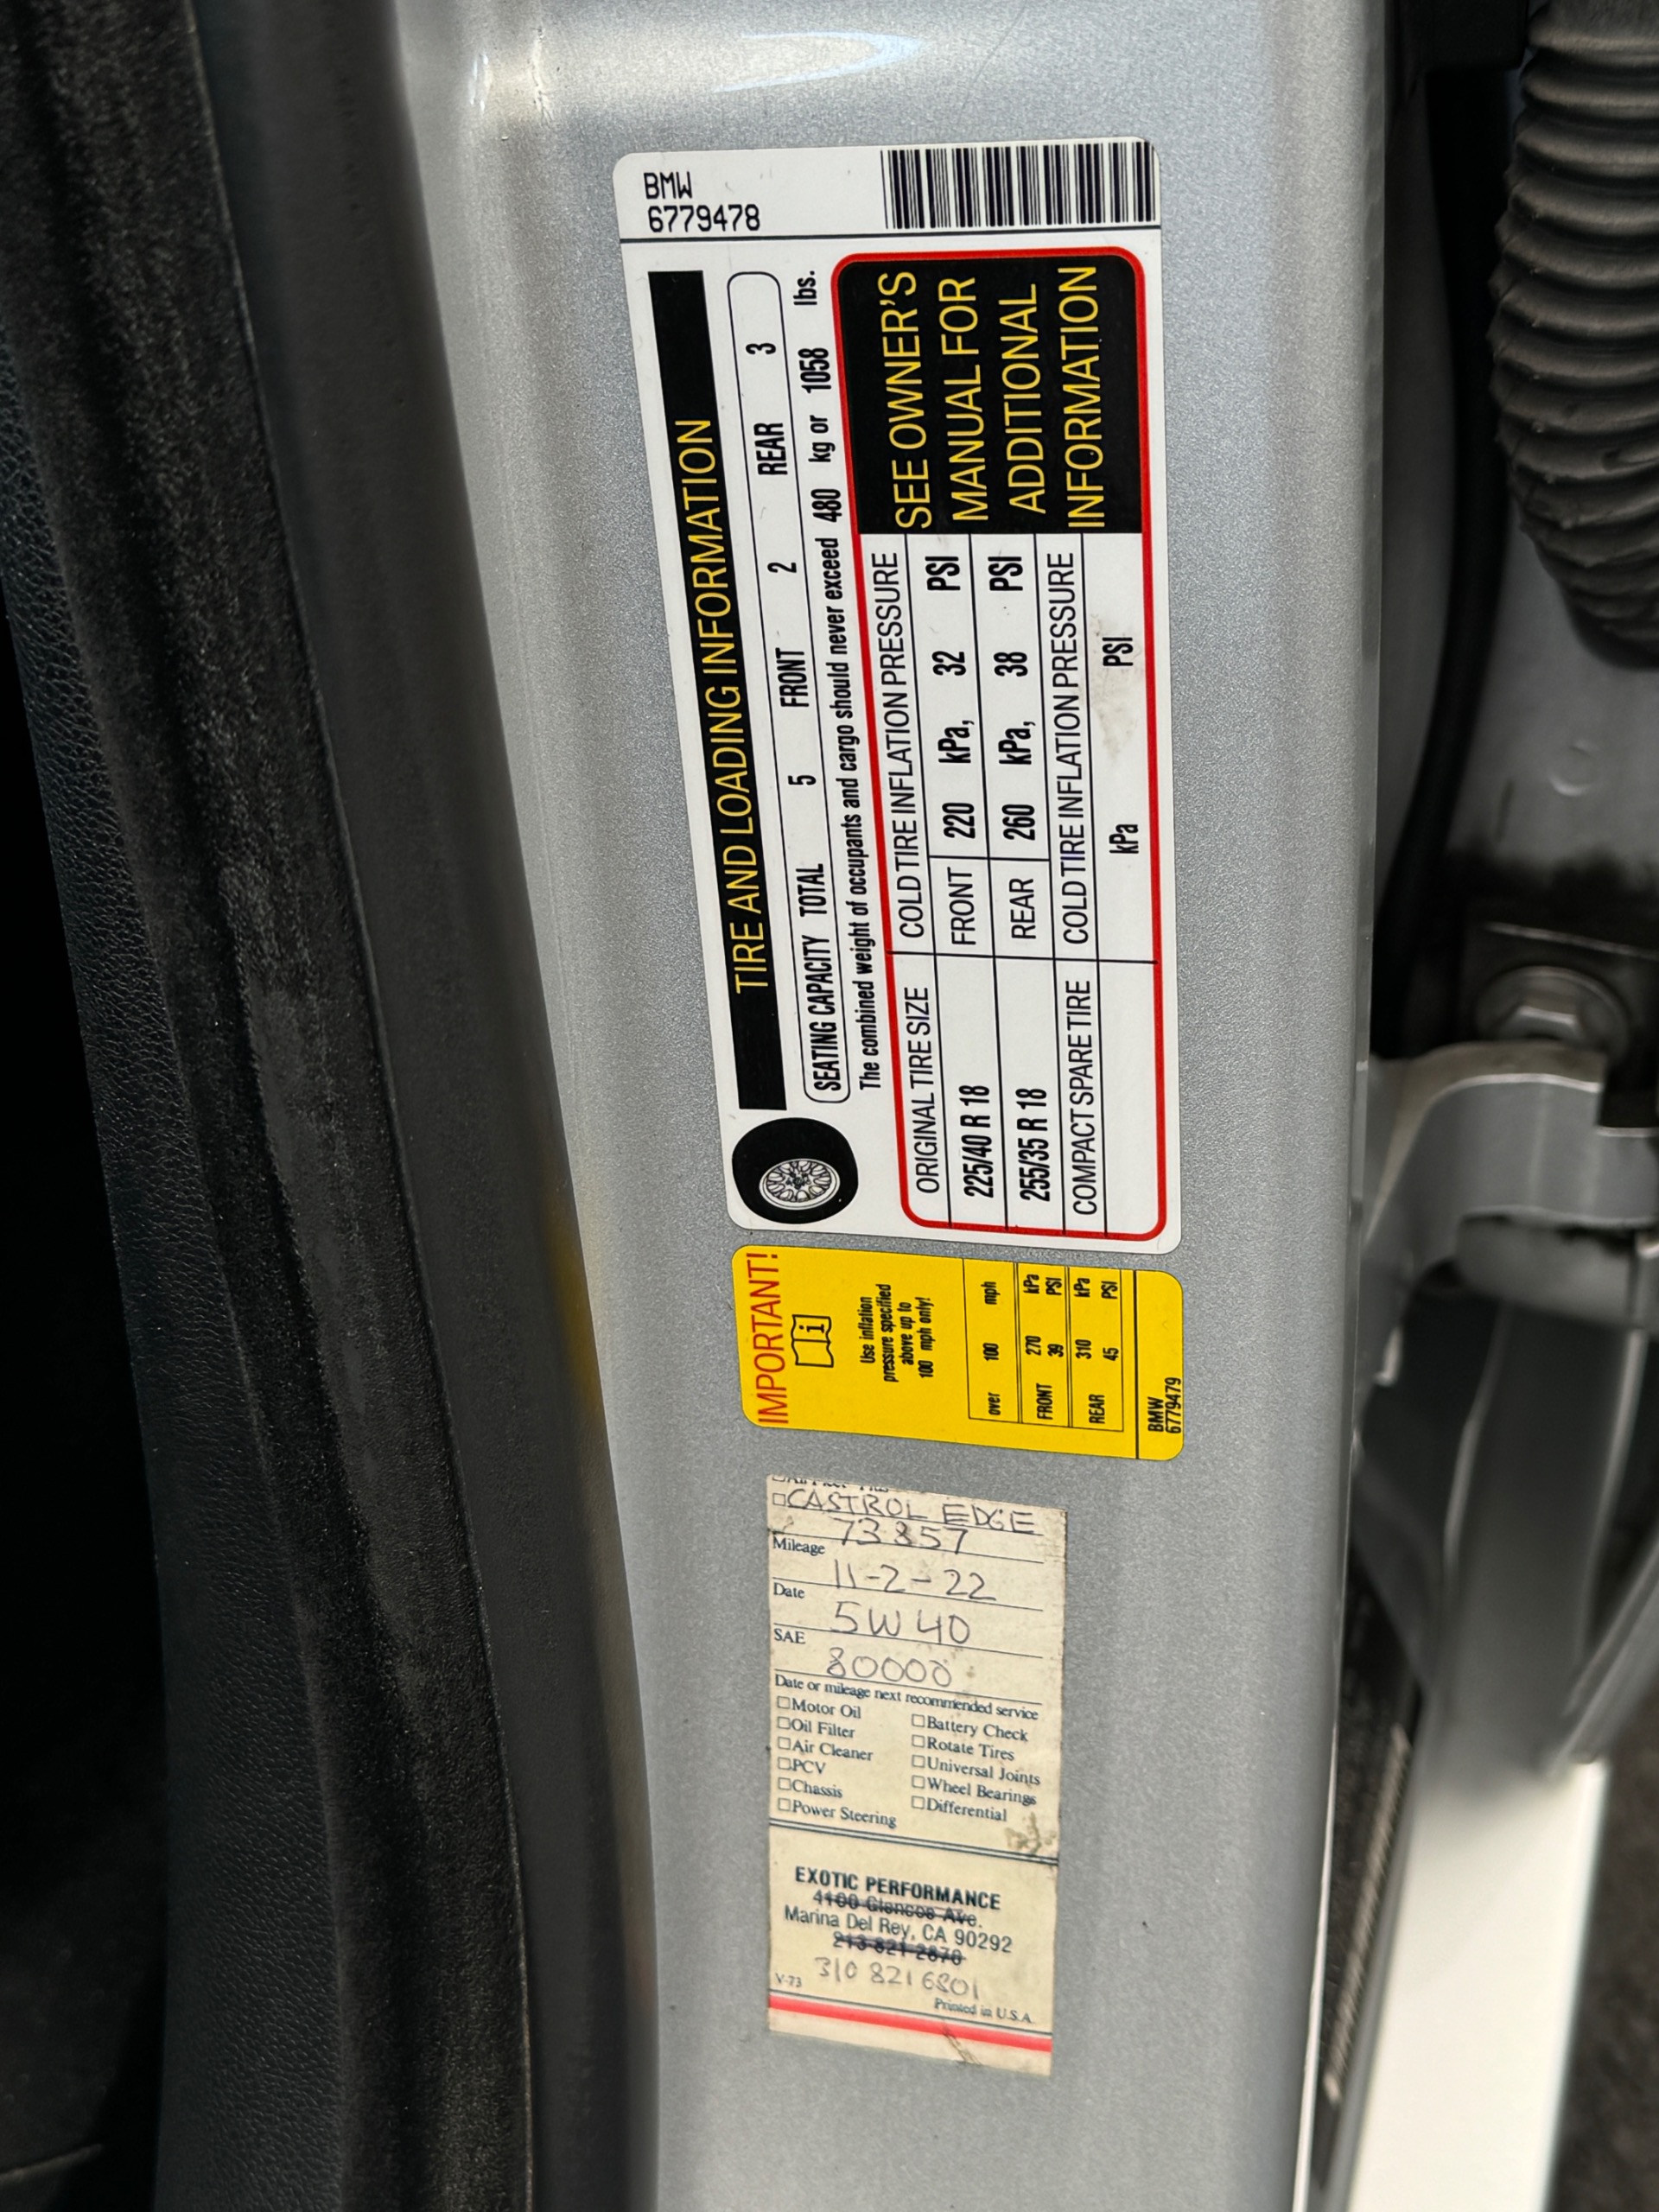 BMW
6779478
TIRE AND LOADING INFORMATION
SEATING CAPACITY TOTAL 5 FRONT 2 REAR 3
The combined weight of occupants and cargo should never exceed 480 kg or 1058 lbs.
ORIGINAL TIRE SIZE COLD TIRE INFLATION PRESSURE
225/40 R 18 FRONT 220 kPa, 32 PSI
255/35 R 18 REAR 260 kPa, 38 PSI
COMPACT SPARE TIRE COLD TIRE INFLATION PRESSURE
kPa PSI
SEE OWNER'S
MANUAL FOR
ADDITIONAL
INFORMATION
IMPORTANT!
i
Use inflation
pressure specified
above up to
100 mph only!
over 100 mph
FRONT 270 kPa
39 PSI
REAR 310 kPa
45 PSI
BMW
6779479
CASTROL EDGE
Mileage 73857
Date 11-2-22
SAE 5W40
80000
Date or mileage next recommended service
Motor Oil
Oil Filter
Air Cleaner
PCV
Chassis
Power Steering
Battery Check
Rotate Tires
Universal Joints
Wheel Bearings
Differential
EXOTIC PERFORMANCE
4100 Glencoe Ave.
Marina Del Rey, CA 90292
213 821 2870
310 821 6801
V-73
Printed in U.S.A.